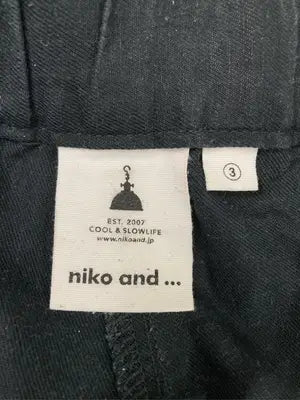 EST. 2007
COOL & SLOWLIFE
www.nikoand.jp
niko and ...
③